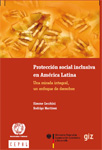 Protección social inclusiva
en América Latina
Una mirada integral,
un enfoque de derechos
Simone Cecchini
Rodrigo Martínez
CEPAL
giz